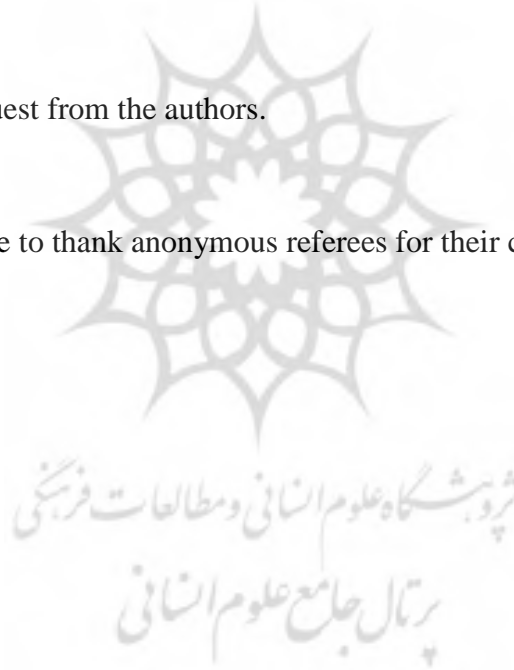 uest from the authors.
e to thank anonymous referees for their c
پژوهشگاه علوم انسانی و مطالعات فرهنگی
پرتال جامع علوم انسانی